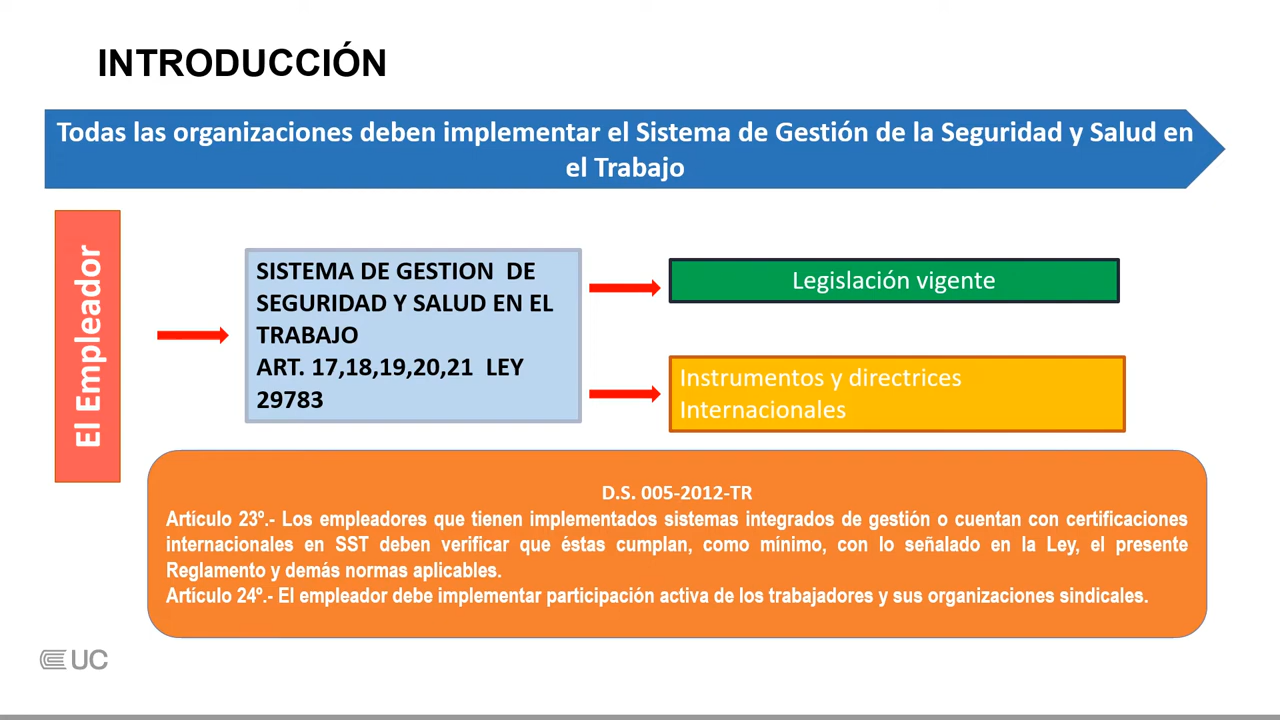 INTRODUCCIÓN
Todas las organizaciones deben implementar el Sistema de Gestión de la Seguridad y Salud en
el Trabajo
El Empleador
SISTEMA DE GESTION DE
SEGURIDAD Y SALUD EN EL
TRABAJO
ART. 17,18,19,20,21 LEY
29783
Legislación vigente
Instrumentos y directrices
Internacionales
D.S. 005-2012-TR
Artículo 23º.- Los empleadores que tienen implementados sistemas integrados de gestión o cuentan con certificaciones
internacionales en SST deben verificar que éstas cumplan, como mínimo, con lo señalado en la Ley, el presente
Reglamento y demás normas aplicables.
Artículo 24º.- El empleador debe implementar participación activa de los trabajadores y sus organizaciones sindicales.
UC